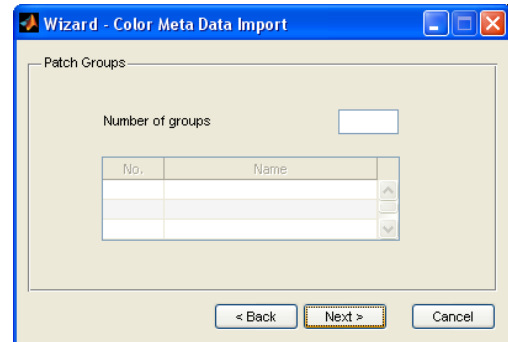 Wizard - Color Meta Data Import
Patch Groups
Number of groups
No. Name
< Back Next > Cancel